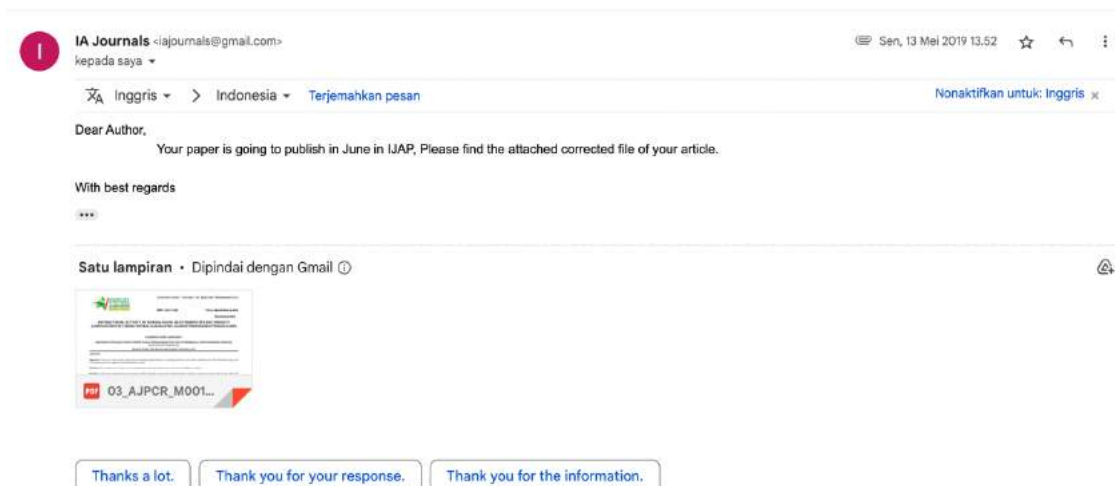 I
IA Journals <iajournals@gmail.com>
Sen, 13 Mei 2019 13.52
kepada saya
Inggris > Indonesia Terjemahkan pesan
Nonaktifkan untuk: Inggris x
Dear Author,
Your paper is going to publish in June in IJAP, Please find the attached corrected file of your article.
With best regards
•••
Satu lampiran • Dipindai dengan Gmail
PDF 03_AJPCR_M001...
Thanks a lot.
Thank you for your response.
Thank you for the information.